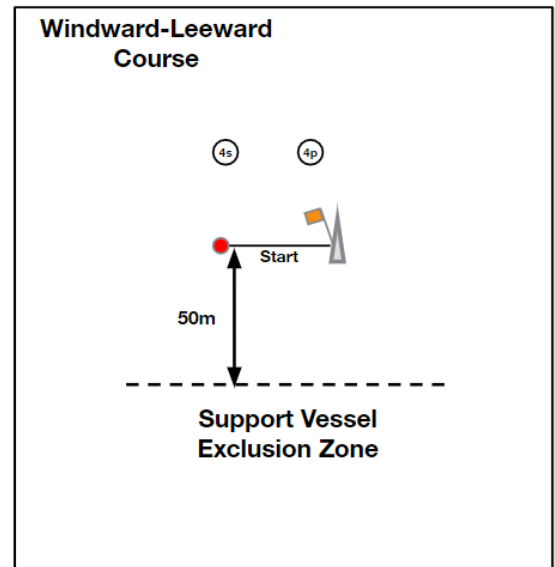 Windward-Leeward
Course
4s
4p
Start
50m
Support Vessel
Exclusion Zone